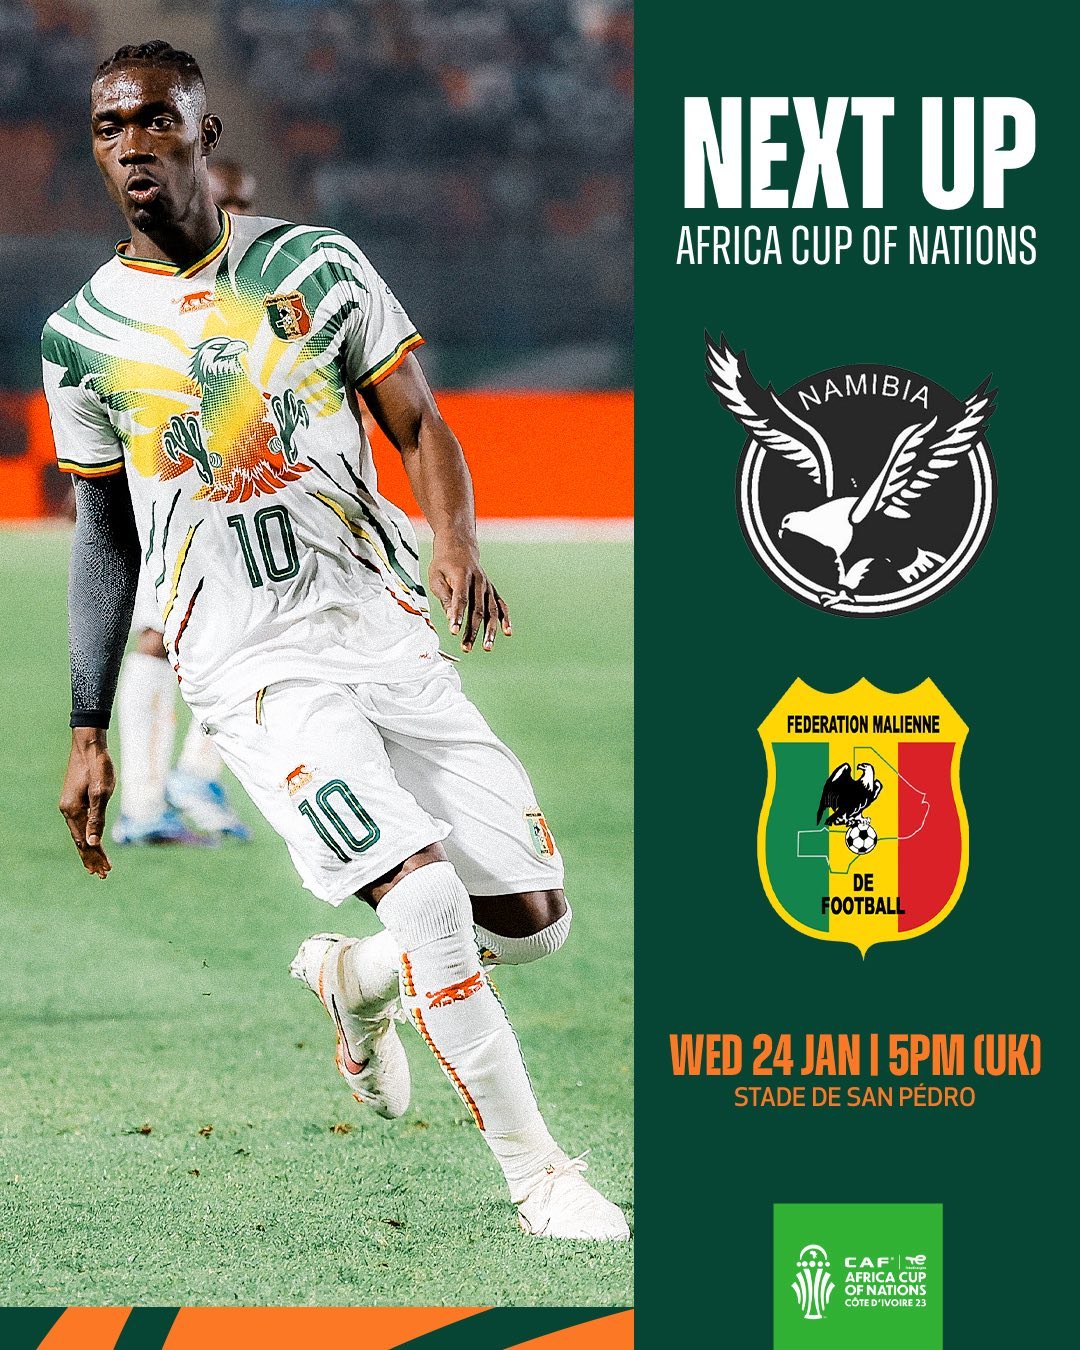 NEXT UP
AFRICA CUP OF NATIONS
NAMIBIA
FEDERATION MALIENNE
DE
FOOTBALL
WED 24 JAN | 5PM (UK)
STADE DE SAN PÉDRO
CAF
AFRICA CUP
OF NATIONS
CÔTE D'IVOIRE 23
10
10